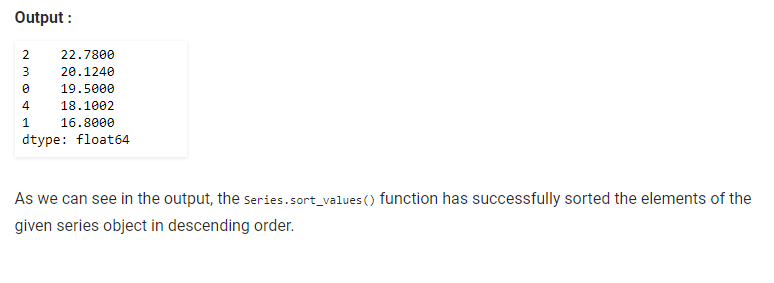 Output :
2    22.7800
3    20.1240
0    19.5000
4    18.1002
1    16.8000
dtype: float64
As we can see in the output, the Series.sort_values() function has successfully sorted the elements of the
given series object in descending order.